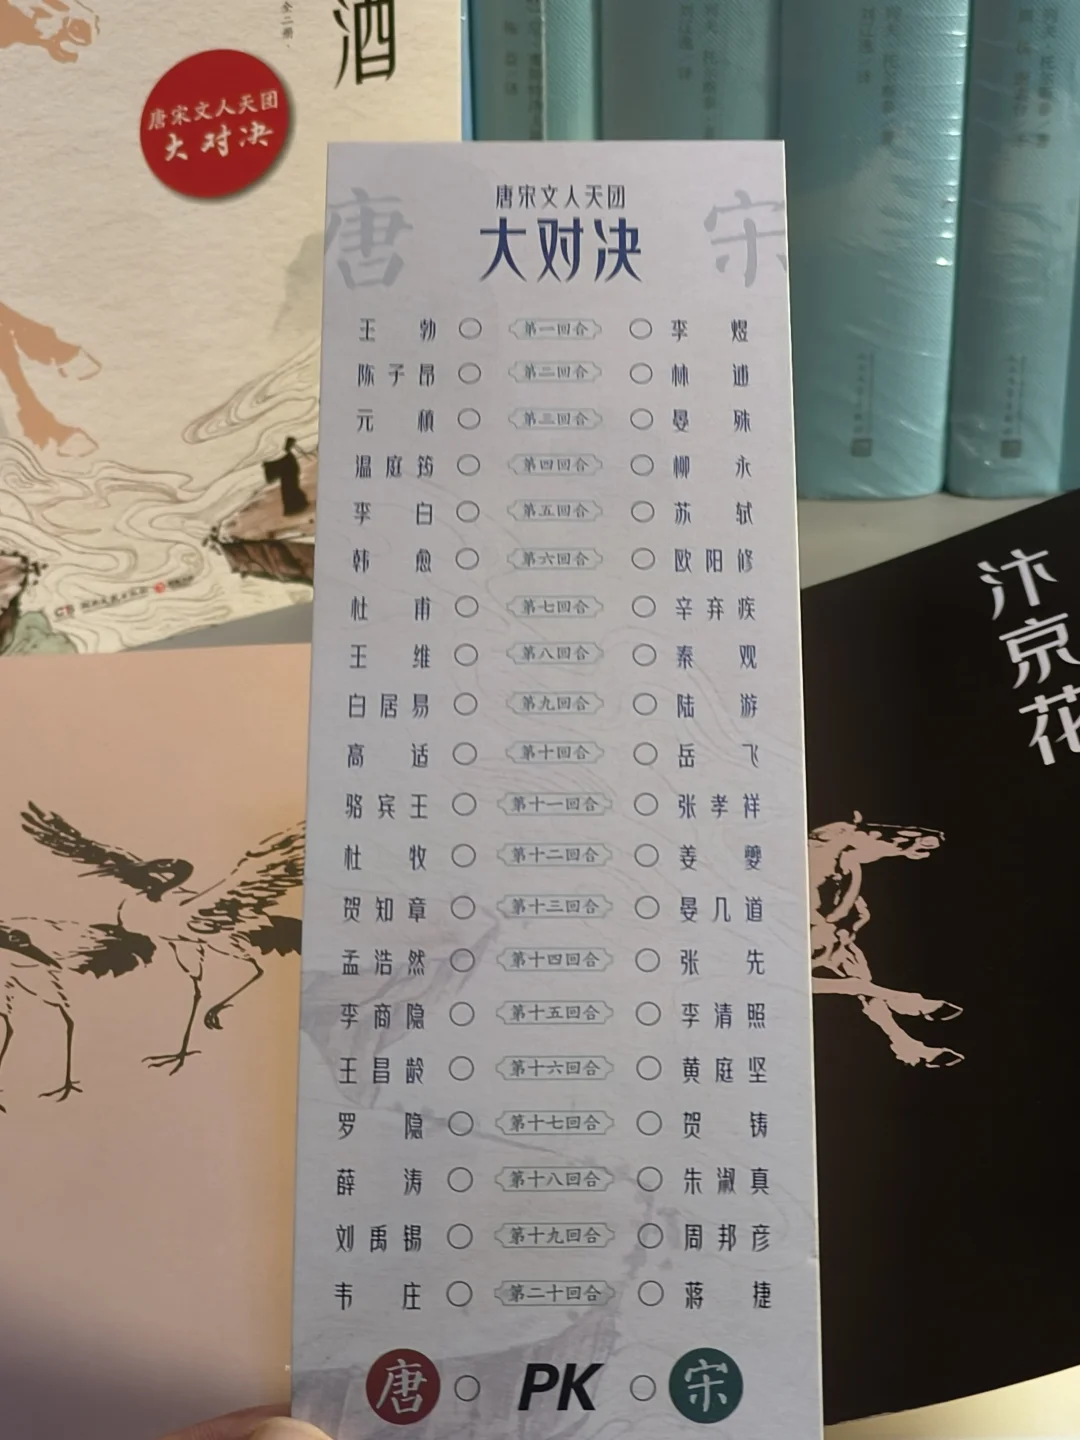 酒
全二册
唐宋文人天团
大对决
唐
宋
唐宋文人天团
大对决
王勃 第一回合 李煜
陈子昂 第二回合 林逋
元稹 第三回合 晏殊
温庭筠 第四回合 柳永
李白 第五回合 苏轼
韩愈 第六回合 欧阳修
杜甫 第七回合 辛弃疾
王维 第八回合 秦观
白居易 第九回合 陆游
高适 第十回合 岳飞
骆宾王 第十一回合 张孝祥
杜牧 第十二回合 姜夔
贺知章 第十三回合 晏几道
孟浩然 第十四回合 张先
李商隐 第十五回合 李清照
王昌龄 第十六回合 黄庭坚
罗隐 第十七回合 贺铸
薛涛 第十八回合 朱淑真
刘禹锡 第十九回合 周邦彦
韦庄 第二十回合 蒋捷
唐 PK 宋
汴京花